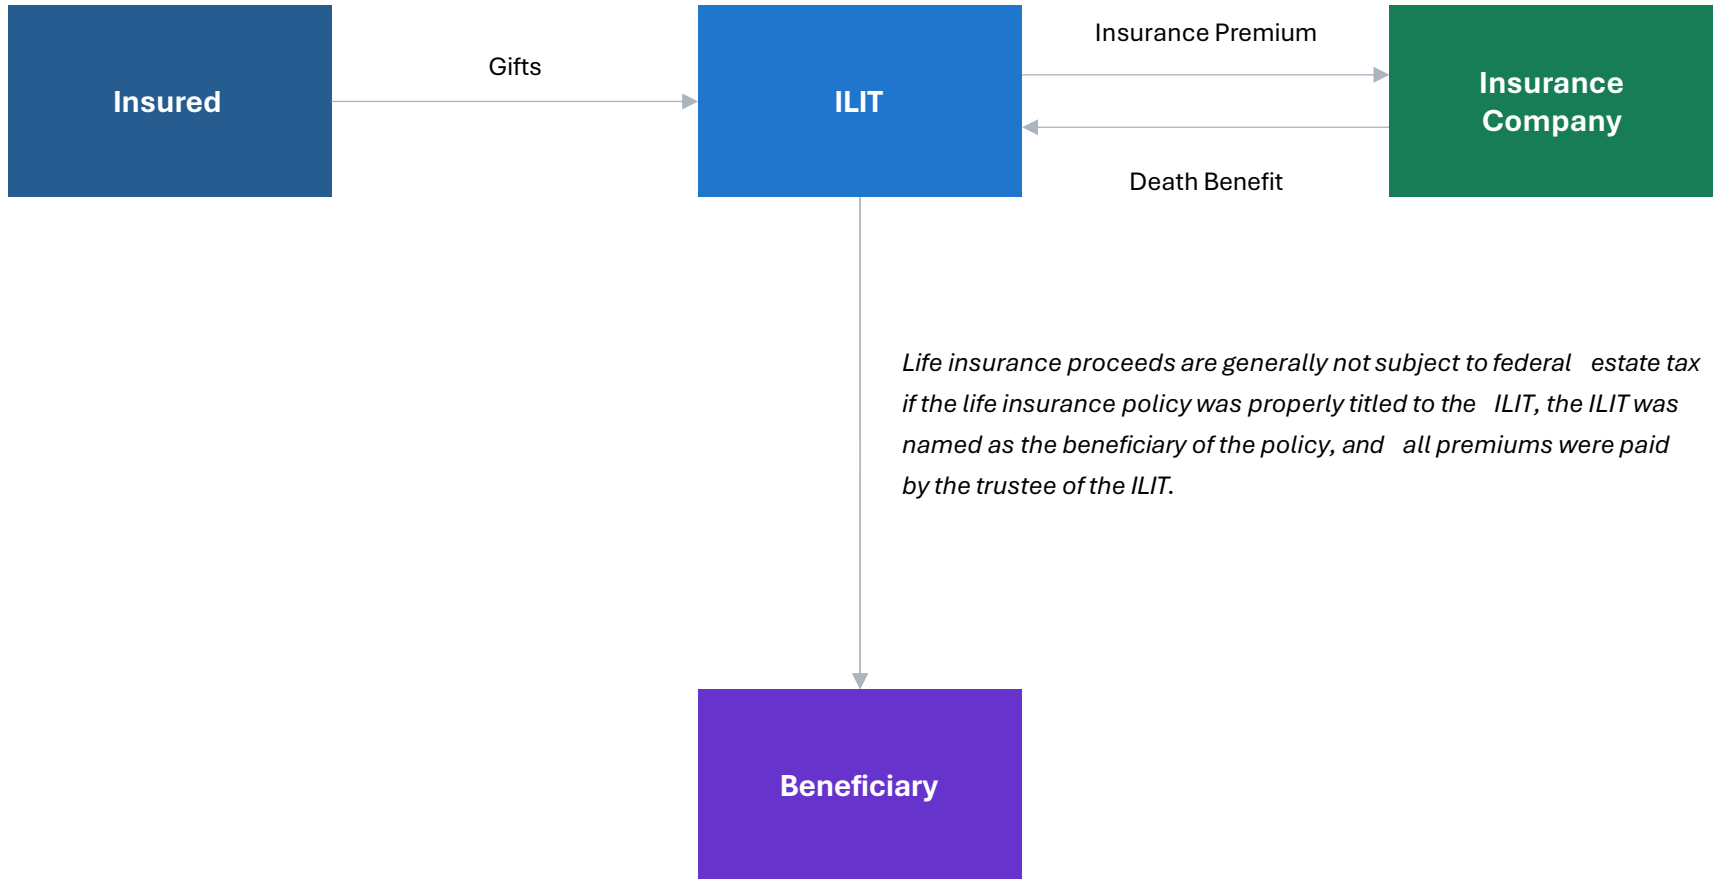 Insurance Premium
Gifts
Insured
ILIT
Insurance
Company
Death Benefit
Life insurance proceeds are generally not subject to federal estate tax
if the life insurance policy was properly titled to the ILIT, the ILIT was
named as the beneficiary of the policy, and all premiums were paid
by the trustee of the ILIT.
Beneficiary